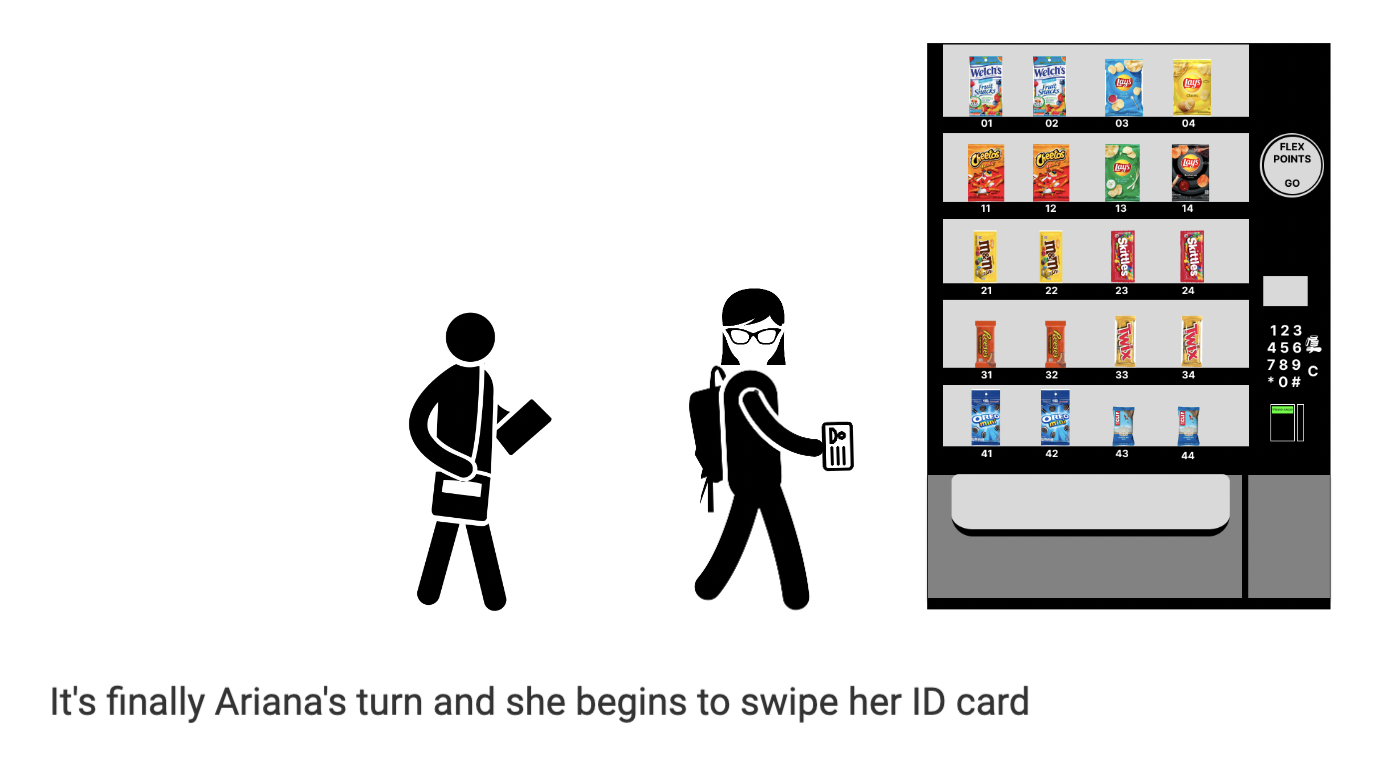 Welch's Welch's Lay's Lay's
Fruit Fruit Classic
Snacks Snacks
01 02 03 04
FLEX
POINTS
GO
Cheetos Cheetos Lay's Lay's
11 12 13 14
m&m's m&m's Skittles Skittles
21 22 23 24
Reese's Reese's TWIX TWIX
31 32 33 34
1 2 3
4 5 6
7 8 9 C
* 0 #
OREO OREO CLIF CLIF
mini mini
41 42 43 44
It's finally Ariana's turn and she begins to swipe her ID card